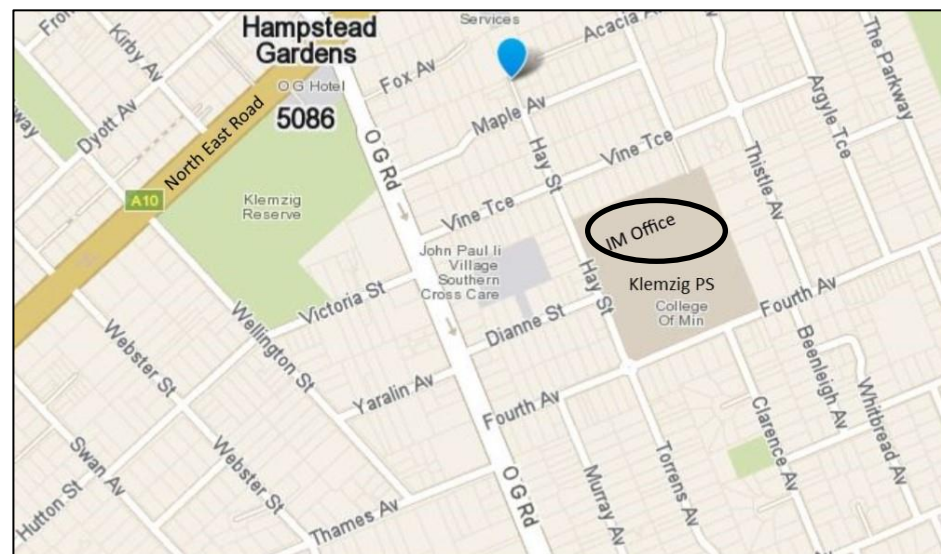 Services
Hampstead
Gardens
O G Hotel
5086
Kirby Av
Dyott Av
North East Road
A10
Klemzig
Reserve
Fox Av
Acacia
Maple Av
Hay St
Vine Tce
Vine Tce
O G Rd
The Parkway
Argyle Tce
Thistle Av
IM Office
Klemzig PS
College
Of Min
John Paul Ii
Village
Southern
Cross Care
Hay St
Dianne St
Fourth Av
Fourth Av
Victoria St
Wellington St
Yaralin Av
Webster St
Webster St
Swan Av
Hutton St
Thames Av
O G Rd
Murray Av
Torrens Av
Clarence Av
Beenleigh Av
Whitbread Av